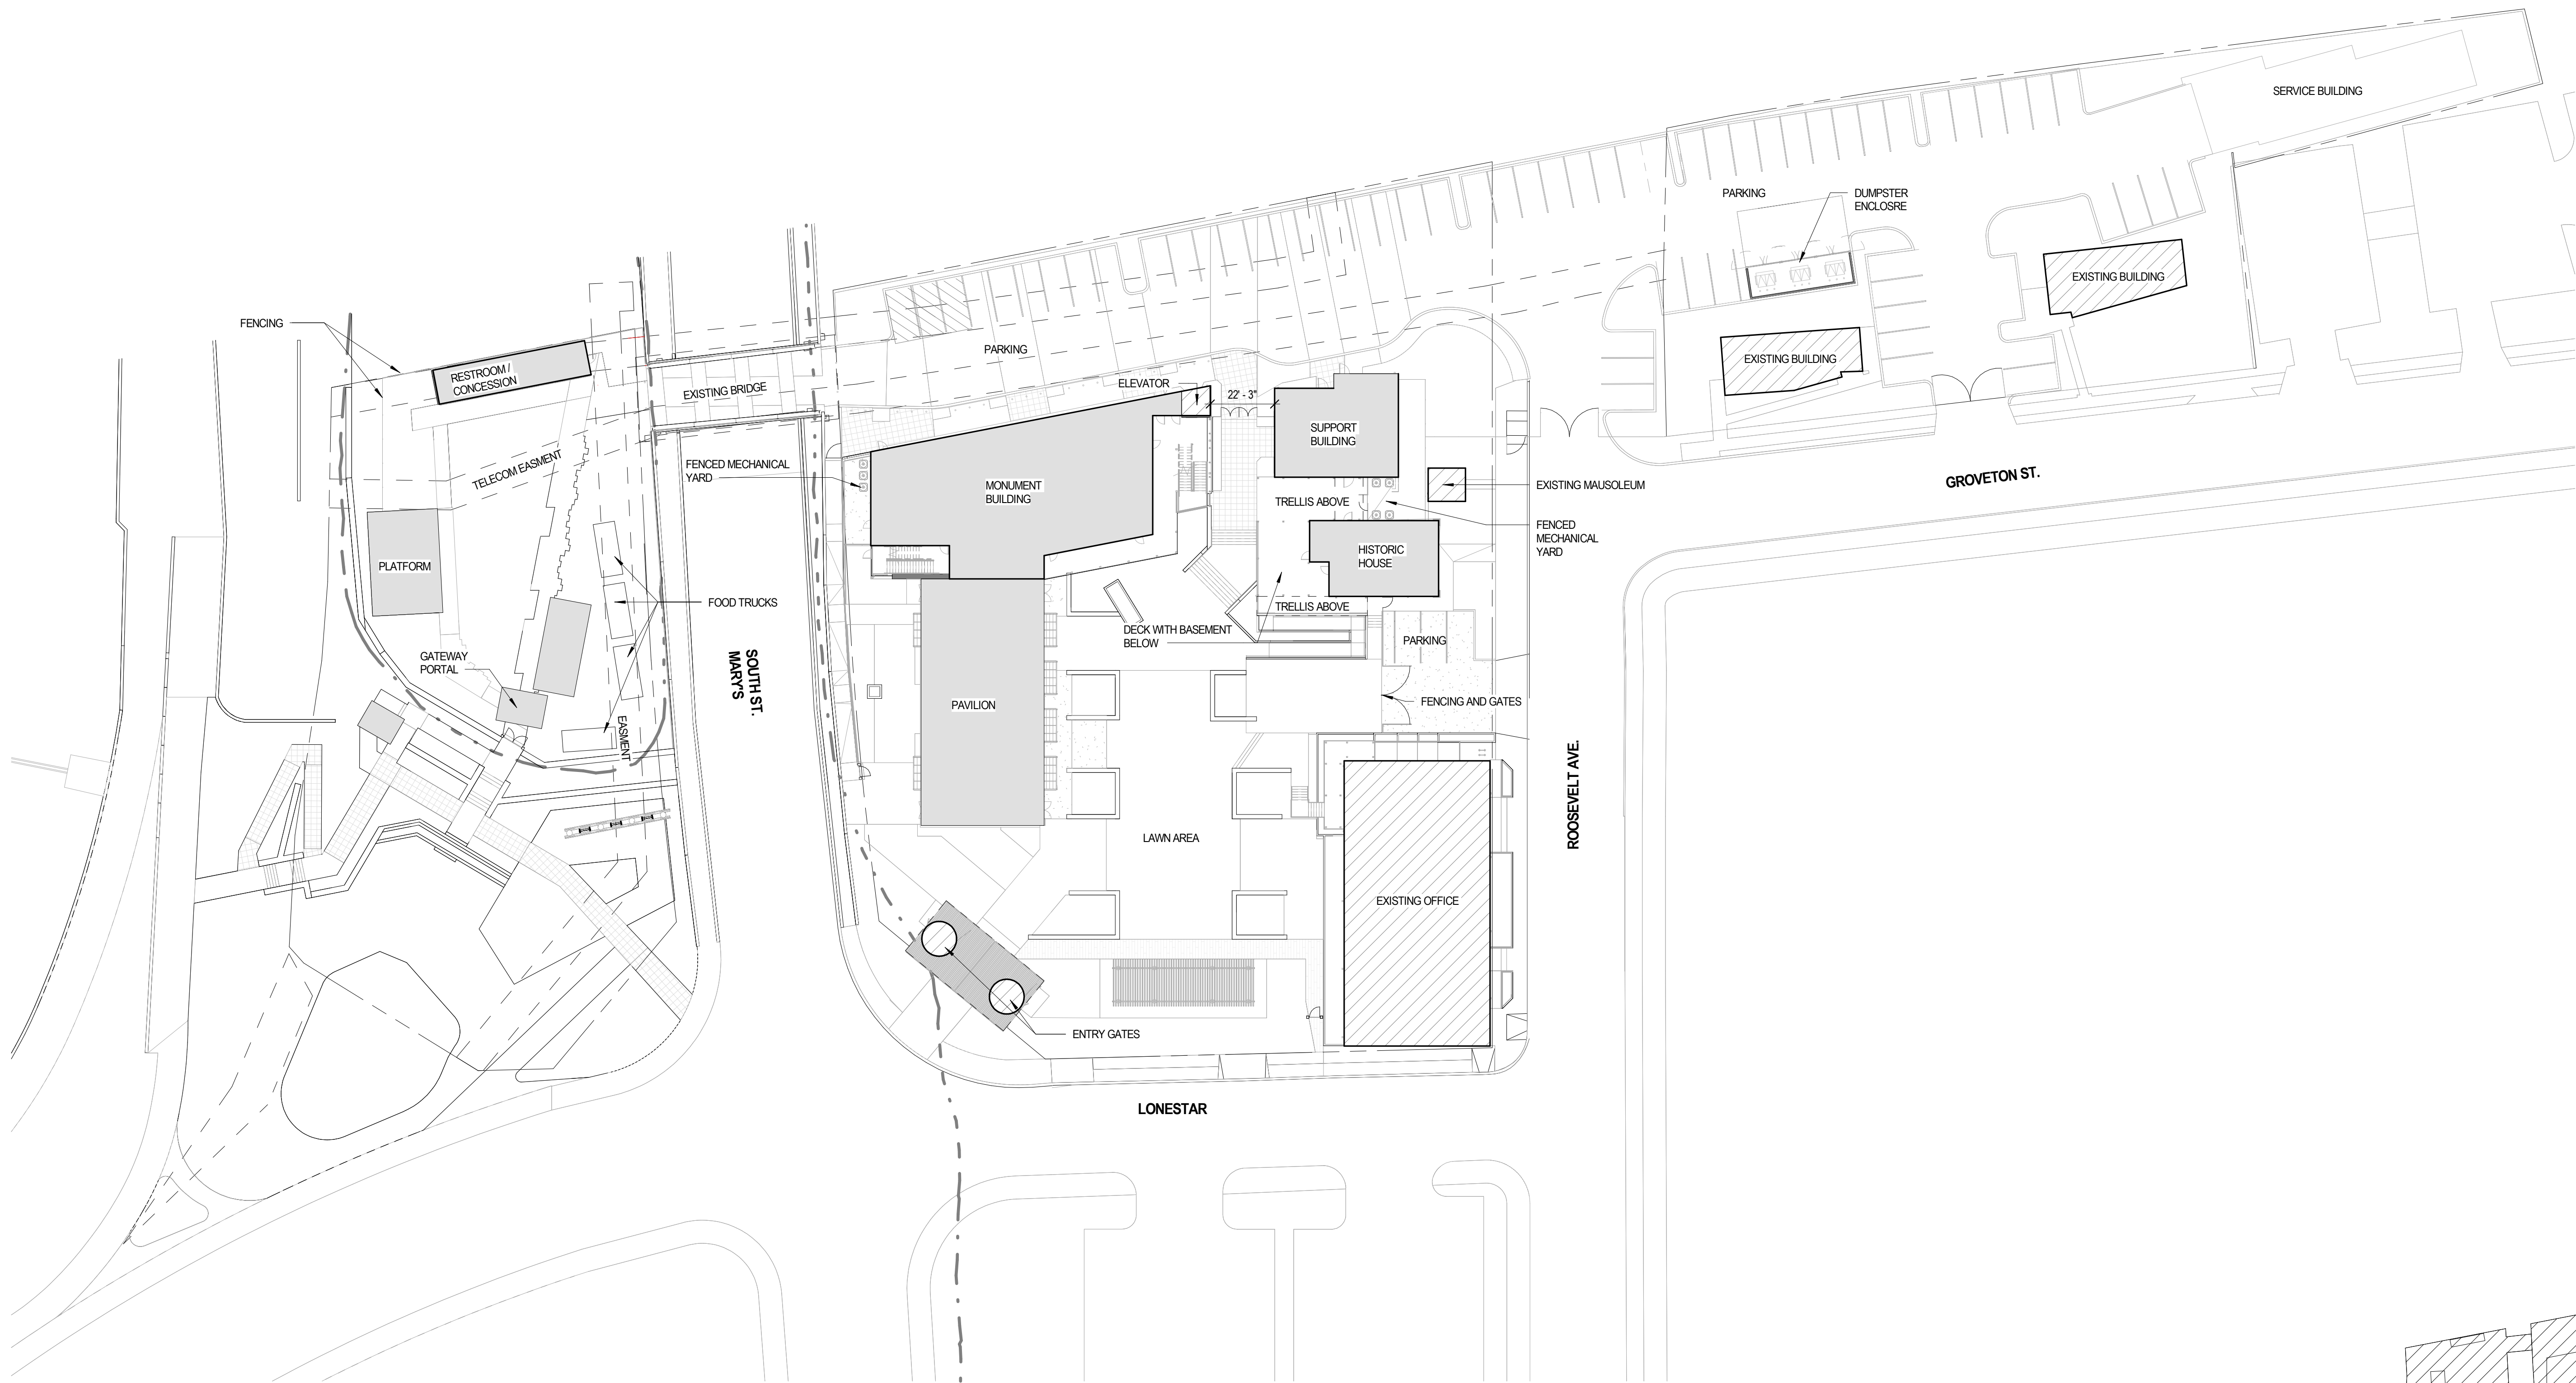 SERVICE BUILDING
PARKING
DUMPSTER
ENCLOSRE
EXISTING BUILDING
FENCING
PARKING
EXISTING BUILDING
RESTROOM /
CONCESSION
EXISTING BRIDGE
ELEVATOR
22' - 3"
SUPPORT
BUILDING
TELECOM EASMENT
FENCED MECHANICAL
YARD
MONUMENT
BUILDING
EXISTING MAUSOLEUM
GROVETON ST.
TRELLIS ABOVE
FENCED
MECHANICAL
YARD
HISTORIC
HOUSE
PLATFORM
FOOD TRUCKS
TRELLIS ABOVE
DECK WITH BASEMENT
BELOW
PARKING
GATEWAY
PORTAL
SOUTH ST.
MARY'S
FENCING AND GATES
PAVILION
EASMENT
ROOSEVELT AVE.
LAWN AREA
EXISTING OFFICE
ENTRY GATES
LONESTAR